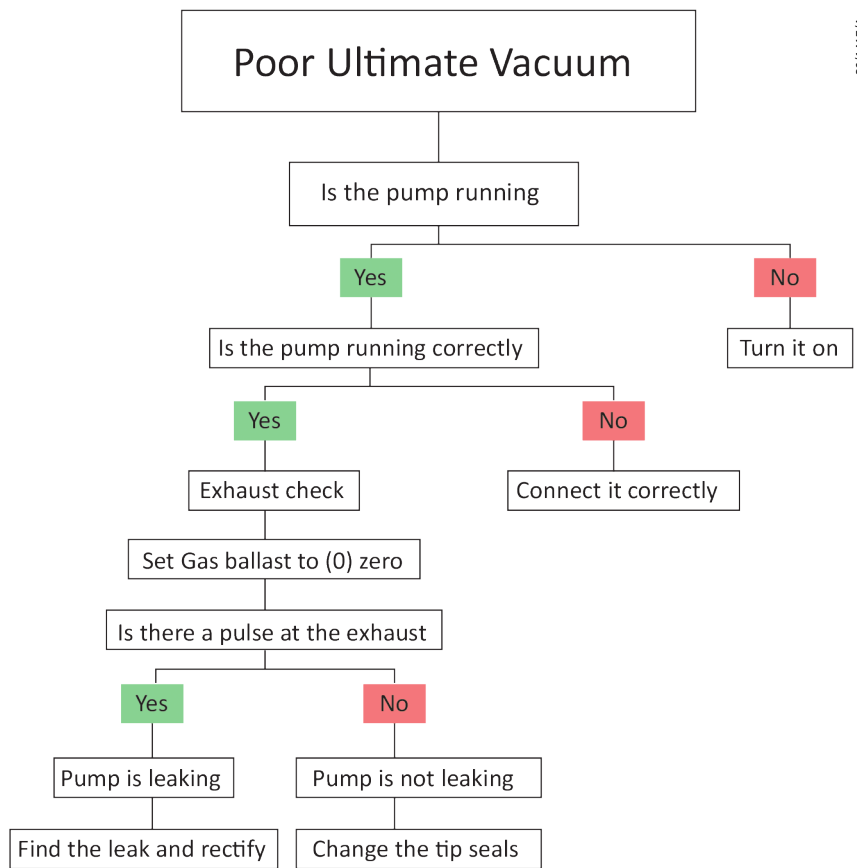 Poor Ultimate Vacuum
Is the pump running
Yes
No
Is the pump running correctly
Turn it on
Yes
No
Exhaust check
Connect it correctly
Set Gas ballast to (0) zero
Is there a pulse at the exhaust
Yes
No
Pump is leaking
Pump is not leaking
Find the leak and rectify
Change the tip seals